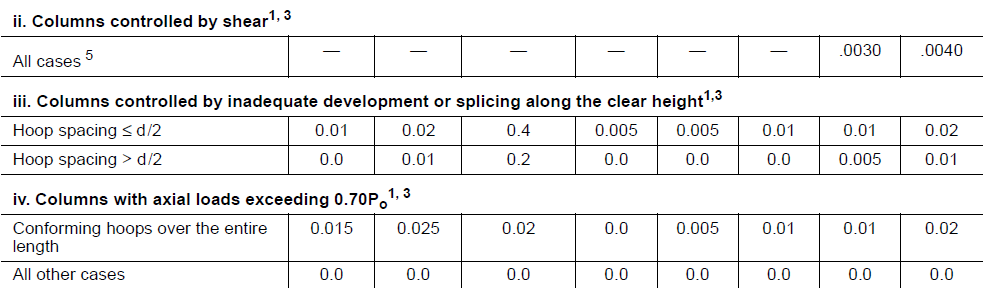 ii. Columns controlled by shear1, 3
All cases 5 — — — — — — .0030 .0040
iii. Columns controlled by inadequate development or splicing along the clear height1,3
Hoop spacing ≤ d/2 0.01 0.02 0.4 0.005 0.005 0.01 0.01 0.02
Hoop spacing > d/2 0.0 0.01 0.2 0.0 0.0 0.0 0.005 0.01
iv. Columns with axial loads exceeding 0.70Po1, 3
Conforming hoops over the entire 0.015 0.025 0.02 0.0 0.005 0.01 0.01 0.02
length
All other cases 0.0 0.0 0.0 0.0 0.0 0.0 0.0 0.0